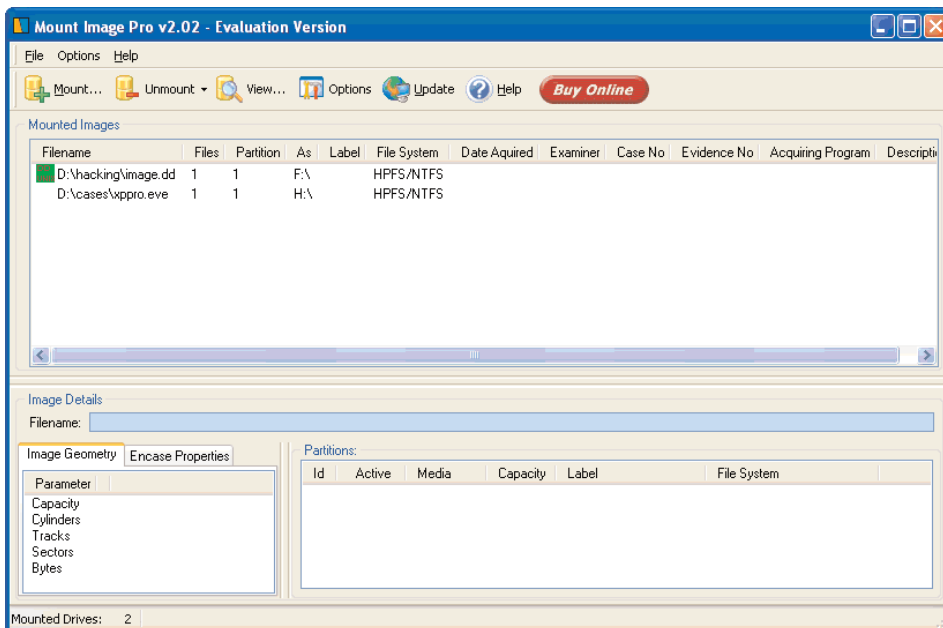 Mount Image Pro v2.02 - Evaluation Version
File Options Help
Mount... Unmount View... Options Update Help Buy Online
Mounted Images
Filename Files Partition As Label File System Date Aquired Examiner Case No Evidence No Acquiring Program Descriptio
D:\hacking\image.dd 1 1 F:\ HPFS/NTFS
D:\cases\xppro.eve 1 1 H:\ HPFS/NTFS
Image Details
Filename:
Image Geometry Encase Properties
Parameter
Capacity
Cylinders
Tracks
Sectors
Bytes
Partitions:
Id Active Media Capacity Label File System
Mounted Drives: 2